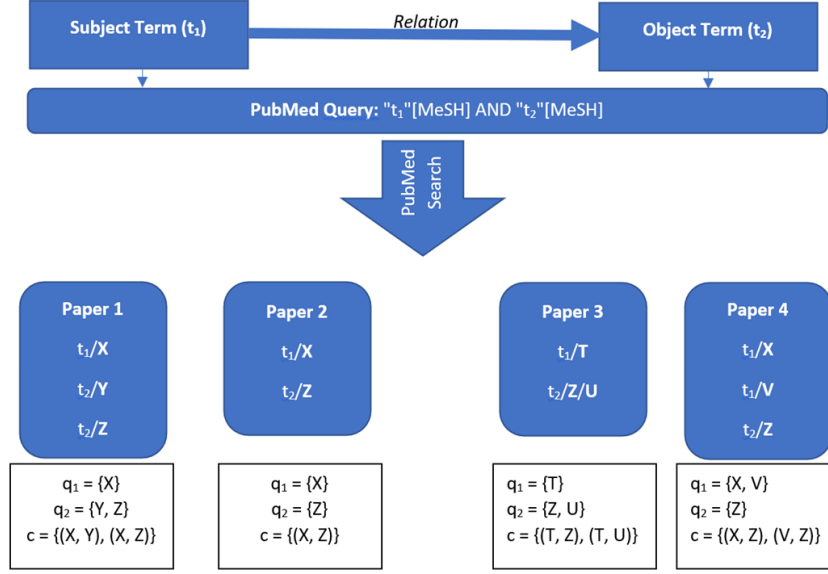 Subject Term (t₁)
Relation
Object Term (t₂)
PubMed Query: "t₁"[MeSH] AND "t₂"[MeSH]
PubMed
Search
Paper 1
t₁/X
t₂/Y
t₂/Z
q₁ = {X}
q₂ = {Y, Z}
c = {(X, Y), (X, Z)}
Paper 2
t₁/X
t₂/Z
q₁ = {X}
q₂ = {Z}
c = {(X, Z)}
Paper 3
t₁/T
t₂/Z/U
q₁ = {T}
q₂ = {Z, U}
c = {(T, Z), (T, U)}
Paper 4
t₁/X
t₁/V
t₂/Z
q₁ = {X, V}
q₂ = {Z}
c = {(X, Z), (V, Z)}